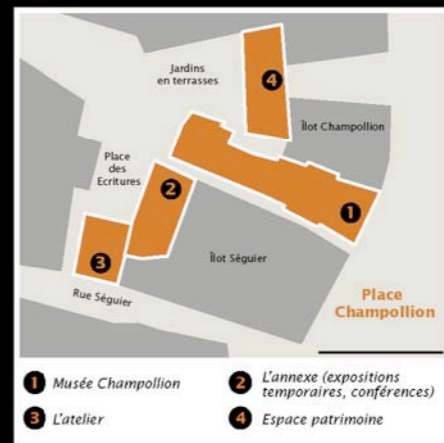 Jardins
en terrasses
4
Îlot Champollion
Place
des
Ecritures
2
1
3
Îlot Séguier
Rue Séguier
Place
Champollion
1 Musée Champollion
2 L'annexe (expositions
temporaires, conférences)
3 L'atelier
4 Espace patrimoine